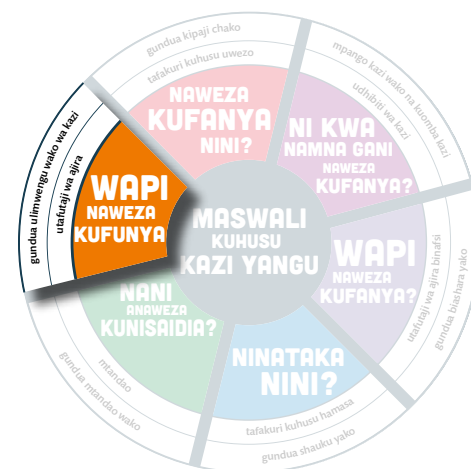 gundua kipaji chako
tafakuri kuhusu uwezo
NAWEZA
KUFANYA
NINI?
mpango kazi wako na kuomba kazi
udhibiti wa kazi
NI KWA
NAMNA GANI
NAWEZA
KUFANYA?
gundua ulimwengu wako wa kazi
utafutaji wa ajira
WAPI
NAWEZA
KUFUNYA
MASWALI
KUHUSU
KAZI YANGU
WAPI
NAWEZA
KUFANYA?
utafutaji wa ajira binafsi
gundua biashara yako
NANI
ANAWEZA
KUNISAIDIA?
mtandao
gundua mtandao wako
NINATAKA
NINI?
tafakuri kuhusu hamasa
gundua shauku yako